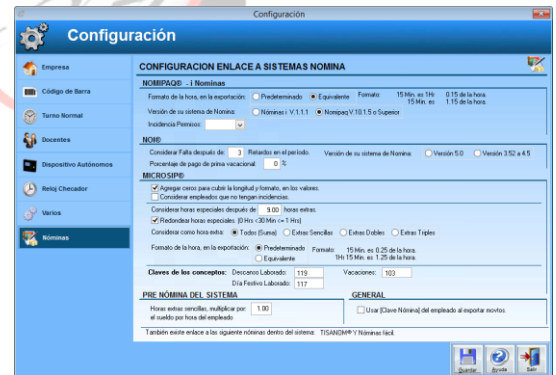 Configuración
Configuración
Empresa
Código de Barra
Turno Normal
Docentes
Dispositivo Autónomos
Reloj Checador
Varios
Nóminas
CONFIGURACION ENLACE A SISTEMAS NOMINA
NOMIPAQ® - i Nominas
Formato de la hora, en la exportación: Predeterminado Equivalente Formato: 15 Min. es 1Hr 0.15 de la hora.
15 Min. es 1.15 de la hora.
Versión de su sistema de Nomina: Nóminas i V.1.1.1 Nomipaq V.10.1.5 o Superior
Incidencia Permisos:
NOI®
Considerar Falta después de: 3 Retardos en el periodo. Versión de su sistema de Nomina: Versión 5.0 Versión 3.52 a 4.5
Porcentaje de pago de prima vacacional: 0 %
MICROSIP®
Agregar ceros para cubrir la longitud y formato, en los valores.
Considerar empleados que no tengan incidencias.
Considerar horas especiales después de 9.00 horas extras.
Redondear horas especiales. (0 Hrs <30 Min <= 1 Hrs)
Considerar como hora extra: Todos (Suma) Extras Sencillas Extras Dobles Extras Triples
Formato de la hora, en la exportación: Predeterminado Formato: 15 Min. es 0.25 de la hora.
Equivalente 1Hr 15 Min. es 1.25 de la hora.
Claves de los conceptos: Descanso Laborado: 119 Vacaciones: 103
Día Festivo Laborado: 117
PRE NÓMINA DEL SISTEMA
GENERAL
Horas extras sencillas, multiplicar por: 1.00
el sueldo por hora del empleado
Usar [Clave Nómina] del empleado al exportar movtos.
También existe enlace a las siguiente nóminas dentro del sistema: TISANOM® Y Nóminas fácil.
Guardar Ayuda Salir